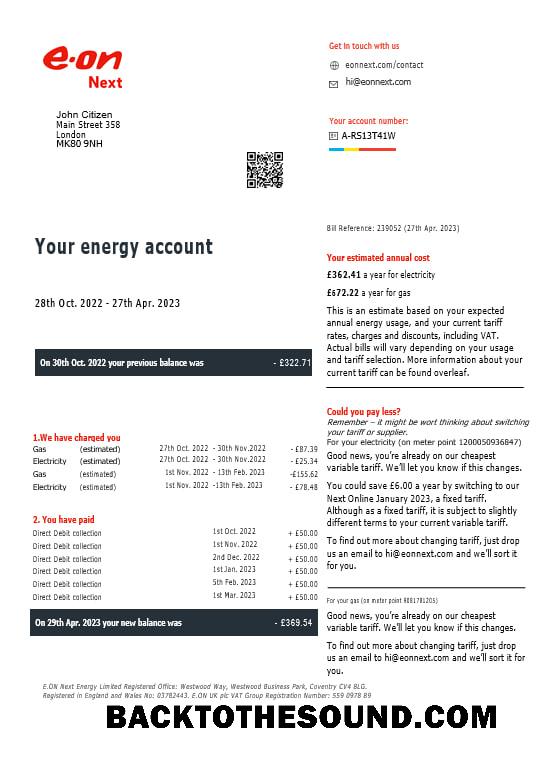 e·on
Next
Get in touch with us
eonnext.com/contact
hi@eonnext.com
John Citizen
Main Street 358
London
MK80 9NH
Your account number:
A-RS13T41W
Bill Reference: 239052 (27th Apr. 2023)
Your energy account
28th Oct. 2022 - 27th Apr. 2023
On 30th Oct. 2022 your previous balance was - £322.71
1.We have charged you
Gas (estimated) 27th Oct. 2022 - 30th Nov.2022 - £87.39
Electricity (estimated) 27th Oct. 2022 - 30th Nov. 2022 - £25.34
Gas (estimated) 1st Nov. 2022 -13th Feb. 2023 -£155.62
Electricity (estimated) 1st Nov. 2022 -13th Feb. 2023 - £78.48
2. You have paid
Direct Debit collection 1st Oct. 2022 + £50.00
Direct Debit collection 1st Nov. 2022 + £50.00
Direct Debit collection 2nd Dec. 2022 + £50.00
Direct Debit collection 1st Jan. 2023 + £50.00
Direct Debit collection 5th Feb. 2023 + £50.00
Direct Debit collection 1st Mar. 2023 + £50.00
On 29th Apr. 2023 your new balance was - £369.54
Your estimated annual cost
£362.41 a year for electricity
£672.22 a year for gas
This is an estimate based on your expected
annual energy usage, and your current tariff
rates, charges and discounts, including VAT.
Actual bills will vary depending on your usage
and tariff selection. More information about your
current tariff can be found overleaf.
Could you pay less?
Remember – it might be wort thinking about switching
your tariff or supplier.
For your electricity (on meter point 1200050936847)
Good news, you're already on our cheapest
variable tariff. We'll let you know if this changes.
You could save £6.00 a year by switching to our
Next Online January 2023, a fixed tariff.
Although as a fixed tariff, it is subject to slightly
different terms to your current variable tariff.
To find out more about changing tariff, just drop
us an email to hi@eonnext.com and we'll sort it
for you.
For your gas (on meter point 8081781205)
Good news, you're already on our cheapest
variable tariff. We'll let you know if this changes.
To find out more about changing tariff, just drop
us an email to hi@eonnext.com and we'll sort it
you.
E.ON Next Energy Limited Registered Office: Westwood Way, Westwood Business Park, Coventry CV4 8LG.
Registered in England and Wales No: 03782443. E.ON UK plc VAT Group Registration Number: 559 0978 89
BACKTOTHESOUND.COM